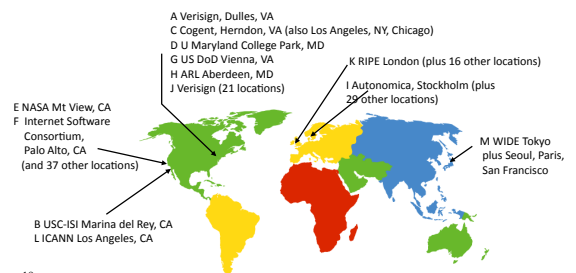 A Verisign, Dulles, VA
C Cogent, Herndon, VA (also Los Angeles, NY, Chicago)
D U Maryland College Park, MD
G US DoD Vienna, VA
H ARL Aberdeen, MD
J Verisign (21 locations)
K RIPE London (plus 16 other locations)
I Autonomica, Stockholm (plus
29 other locations)
E NASA Mt View, CA
F Internet Software
Consortium,
Palo Alto, CA
(and 37 other locations)
M WIDE Tokyo
plus Seoul, Paris,
San Francisco
B USC-ISI Marina del Rey, CA
L ICANN Los Angeles, CA